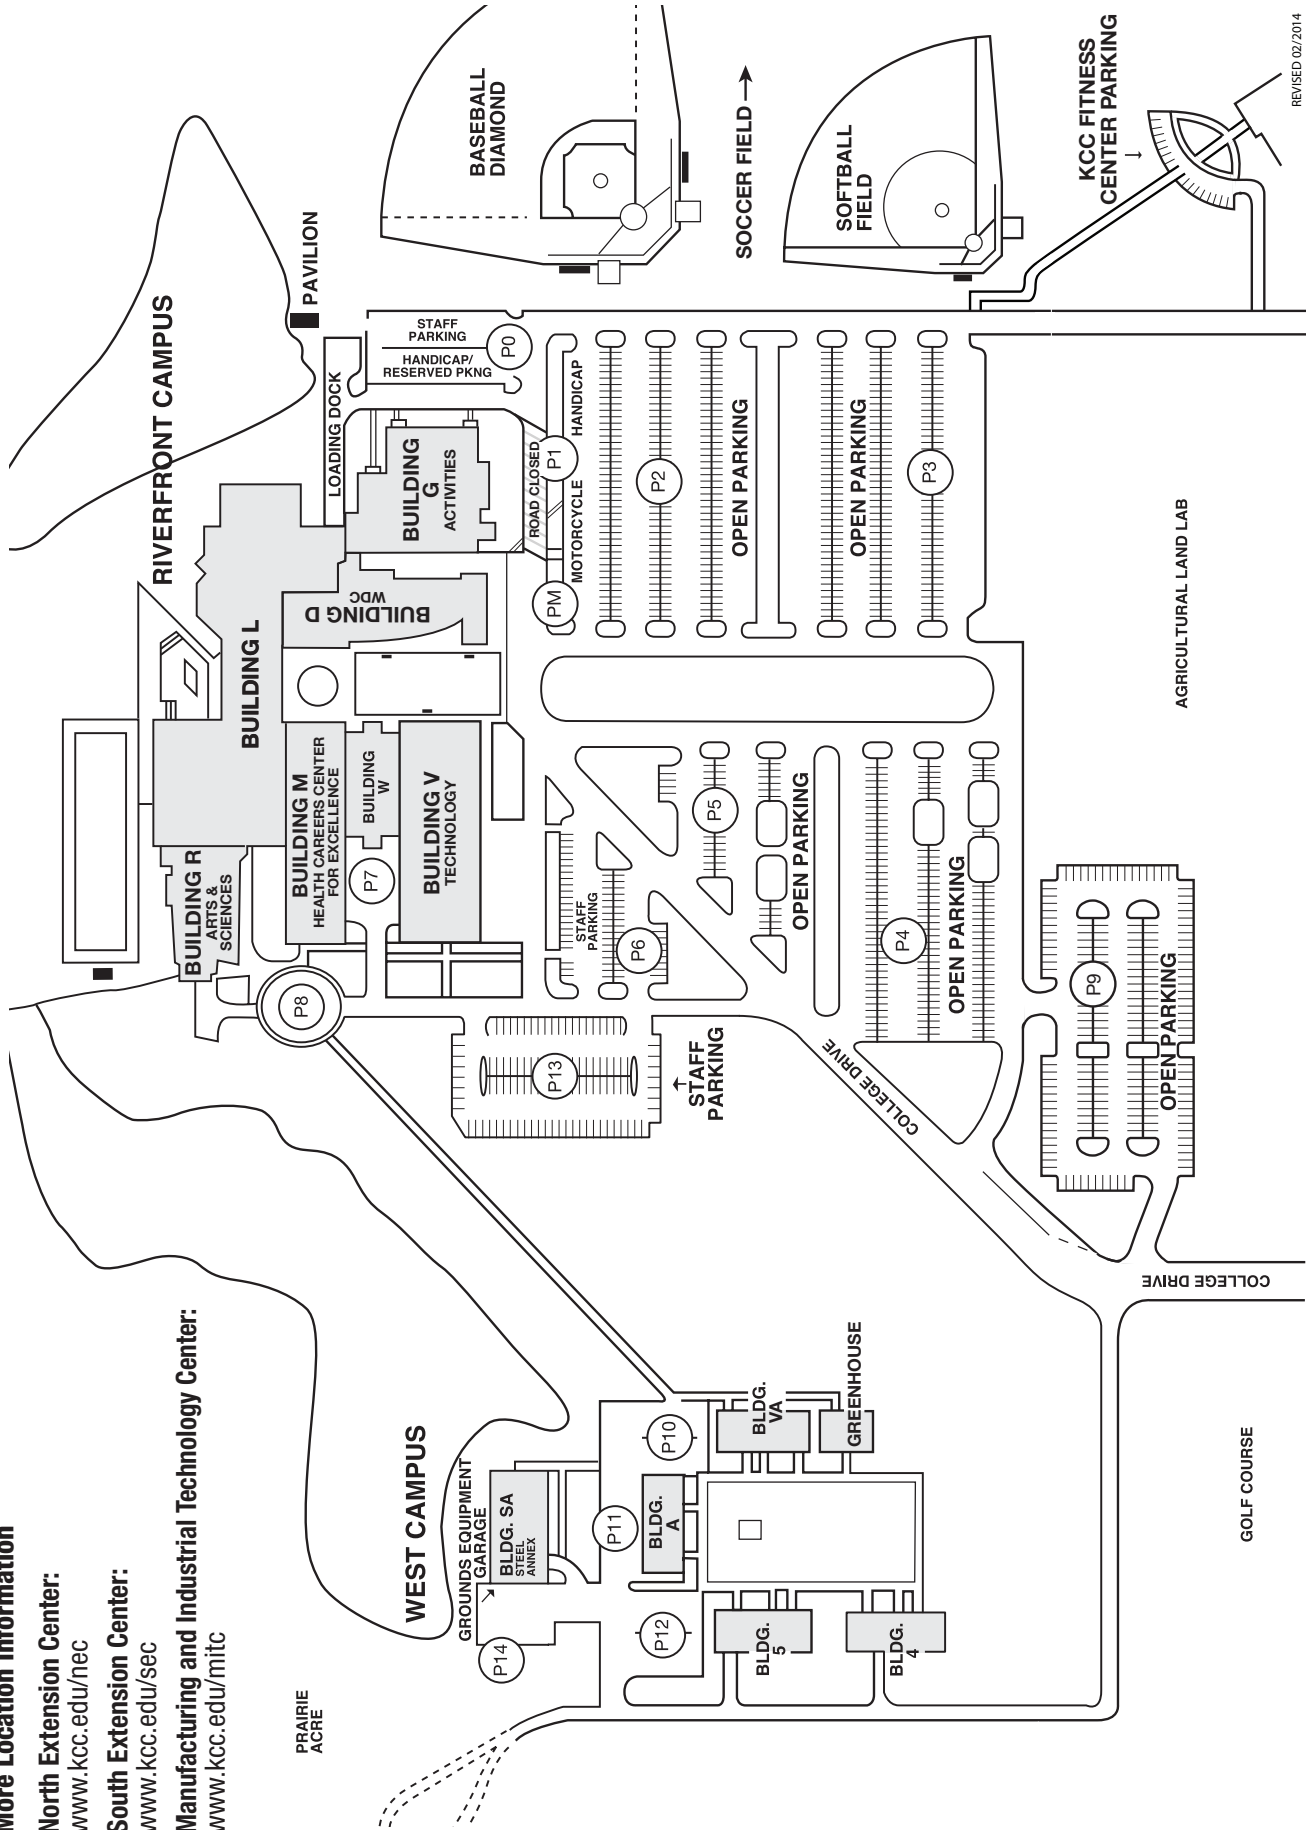 More Location Information
North Extension Center:
www.kcc.edu/nec
South Extension Center:
www.kcc.edu/sec
Manufacturing and Industrial Technology Center:
www.kcc.edu/mitc
RIVERFRONT CAMPUS
PAVILION
BUILDING R
ARTS &
SCIENCES
BUILDING L
BUILDING M
HEALTH CAREERS CENTER
FOR EXCELLENCE
BUILDING
W
BUILDING V
TECHNOLOGY
BUILDING D
WDC
BUILDING
G
ACTIVITIES
LOADING DOCK
STAFF
PARKING
HANDICAP/
RESERVED PKNG
P0
ROAD CLOSED
MOTORCYCLE
HANDICAP
PM
P1
P2
OPEN PARKING
OPEN PARKING
P3
BASEBALL
DIAMOND
SOCCER FIELD
SOFTBALL
FIELD
KCC FITNESS
CENTER PARKING
REVISED 02/2014
P7
P8
STAFF
PARKING
P6
P5
OPEN PARKING
P4
OPEN PARKING
P13
STAFF
PARKING
COLLEGE DRIVE
P9
OPEN PARKING
AGRICULTURAL LAND LAB
COLLEGE DRIVE
WEST CAMPUS
GROUNDS EQUIPMENT
GARAGE
BLDG. SA
STEEL
ANNEX
P14
P10
P11
P12
BLDG.
A
BLDG.
VA
GREENHOUSE
BLDG.
5
BLDG.
4
PRAIRIE
ACRE
GOLF COURSE